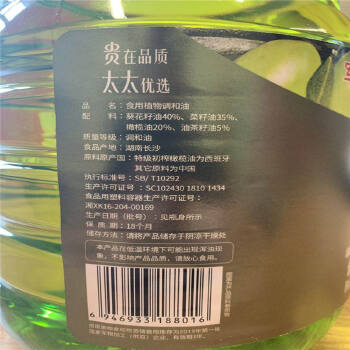 贵在品质
太太优选
品 名：食用植物调和油
配 料：葵花籽油40%、菜籽油35%、
橄榄油20%、油茶籽油5%
质量等级：调和油
食品产地：湖南长沙
原料原产国：特级初榨橄榄油为西班牙
其它原料为中国
执行标准号：SB/T10292
生产许可证号：SC102430 1810 1434
食品用塑料容器生产许可证号：
湘XK16-204-00169
生产日期（批号）：见瓶身所示
保 质 期：18个月
储存方法：请将产品储存于阴凉干燥处
本产品在低温环境下可能出现浑浊现
象，不影响产品品质，请放心食用。
6 946933 188016